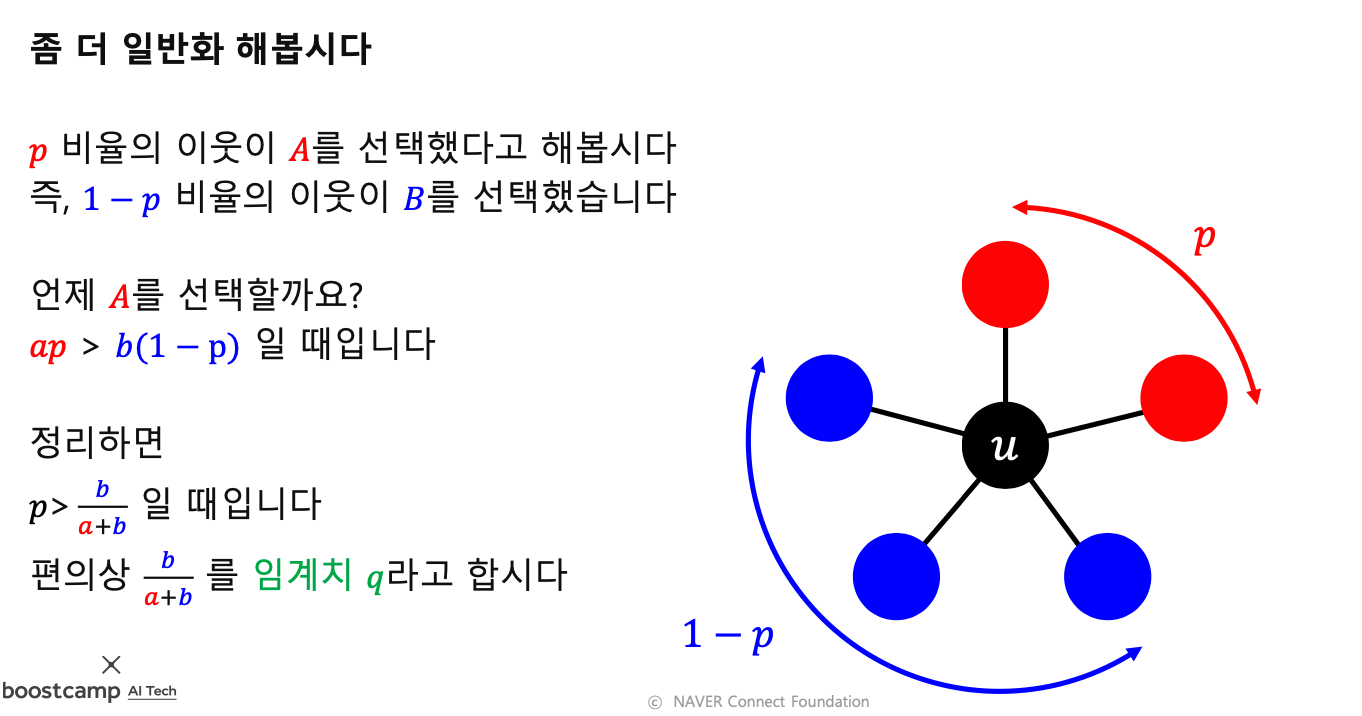 좀 더 일반화 해봅시다
p 비율의 이웃이 A를 선택했다고 해봅시다
즉, 1 − p 비율의 이웃이 B를 선택했습니다
언제 A를 선택할까요?
ap > b(1 − p) 일 때입니다
정리하면
p> b/a+b 일 때입니다
편의상 b/a+b 를 임계치 q라고 합시다
p
u
1 − p
boostcamp AI Tech
© NAVER Connect Foundation